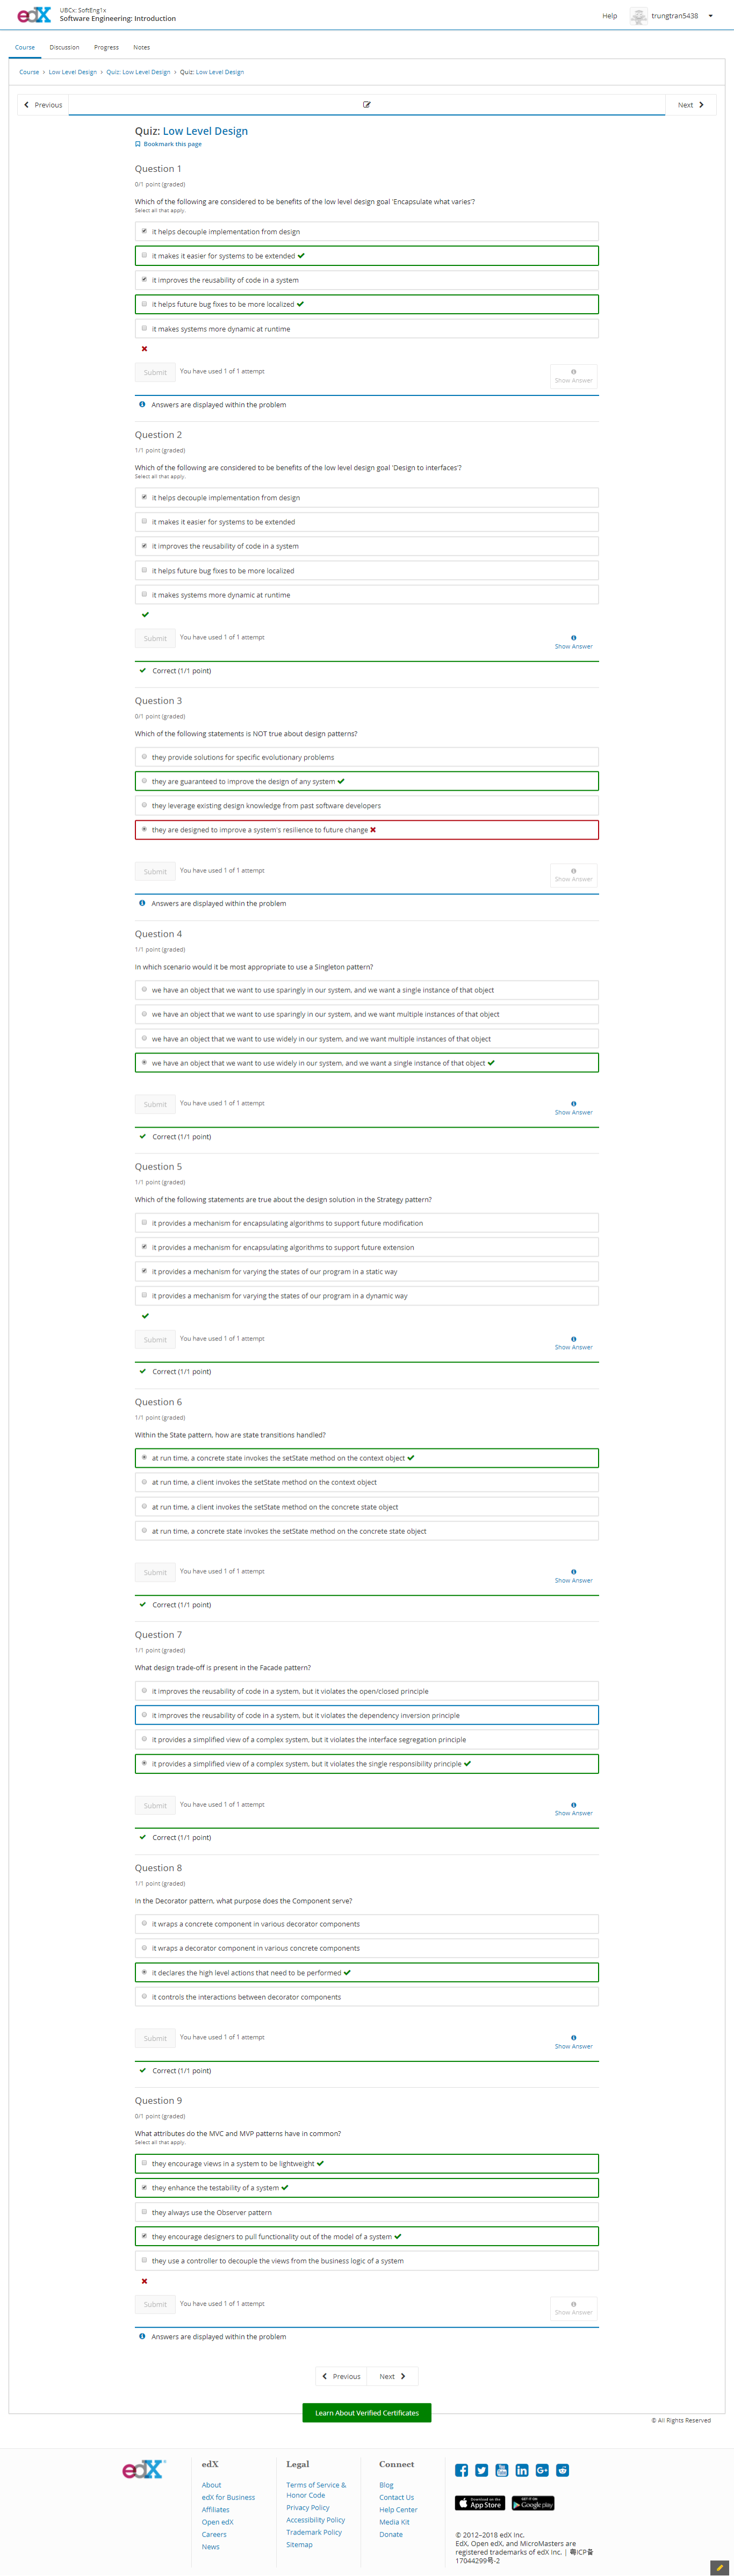 edX
UBCx: SoftEng1x
Software Engineering: Introduction
Help
trungtran5438
Course Discussion Progress Notes
Course › Low Level Design › Quiz: Low Level Design › Quiz: Low Level Design
Previous
Next
Quiz: Low Level Design
Bookmark this page
Question 1
0/1 point (graded)
Which of the following are considered to be benefits of the low level design goal 'Encapsulate what varies'?
Select all that apply.
it helps decouple implementation from design
it makes it easier for systems to be extended
it improves the reusability of code in a system
it helps future bug fixes to be more localized
it makes systems more dynamic at runtime
Submit
You have used 1 of 1 attempt
Show Answer
Answers are displayed within the problem
Question 2
1/1 point (graded)
Which of the following are considered to be benefits of the low level design goal 'Design to interfaces'?
Select all that apply.
it helps decouple implementation from design
it makes it easier for systems to be extended
it improves the reusability of code in a system
it helps future bug fixes to be more localized
it makes systems more dynamic at runtime
Submit
You have used 1 of 1 attempt
Show Answer
Correct (1/1 point)
Question 3
0/1 point (graded)
Which of the following statements is NOT true about design patterns?
they provide solutions for specific evolutionary problems
they are guaranteed to improve the design of any system
they leverage existing design knowledge from past software developers
they are designed to improve a system's resilience to future change
Submit
You have used 1 of 1 attempt
Show Answer
Answers are displayed within the problem
Question 4
1/1 point (graded)
In which scenario would it be most appropriate to use a Singleton pattern?
we have an object that we want to use sparingly in our system, and we want a single instance of that object
we have an object that we want to use sparingly in our system, and we want multiple instances of that object
we have an object that we want to use widely in our system, and we want multiple instances of that object
we have an object that we want to use widely in our system, and we want a single instance of that object
Submit
You have used 1 of 1 attempt
Show Answer
Correct (1/1 point)
Question 5
1/1 point (graded)
Which of the following statements are true about the design solution in the Strategy pattern?
it provides a mechanism for encapsulating algorithms to support future modification
it provides a mechanism for encapsulating algorithms to support future extension
it provides a mechanism for varying the states of our program in a static way
it provides a mechanism for varying the states of our program in a dynamic way
Submit
You have used 1 of 1 attempt
Show Answer
Correct (1/1 point)
Question 6
1/1 point (graded)
Within the State pattern, how are state transitions handled?
at run time, a concrete state invokes the setState method on the context object
at run time, a client invokes the setState method on the context object
at run time, a client invokes the setState method on the concrete state object
at run time, a concrete state invokes the setState method on the concrete state object
Submit
You have used 1 of 1 attempt
Show Answer
Correct (1/1 point)
Question 7
1/1 point (graded)
What design trade-off is present in the Facade pattern?
it improves the reusability of code in a system, but it violates the open/closed principle
it improves the reusability of code in a system, but it violates the dependency inversion principle
it provides a simplified view of a complex system, but it violates the interface segregation principle
it provides a simplified view of a complex system, but it violates the single responsibility principle
Submit
You have used 1 of 1 attempt
Show Answer
Correct (1/1 point)
Question 8
1/1 point (graded)
In the Decorator pattern, what purpose does the Component serve?
it wraps a concrete component in various decorator components
it wraps a decorator component in various concrete components
it declares the high level actions that need to be performed
it controls the interactions between decorator components
Submit
You have used 1 of 1 attempt
Show Answer
Correct (1/1 point)
Question 9
0/1 point (graded)
What attributes do the MVC and MVP patterns have in common?
Select all that apply.
they encourage views in a system to be lightweight
they enhance the testability of a system
they always use the Observer pattern
they encourage designers to pull functionality out of the model of a system
they use a controller to decouple the views from the business logic of a system
Submit
You have used 1 of 1 attempt
Show Answer
Answers are displayed within the problem
Previous
Next
Learn About Verified Certificates
© All Rights Reserved
edX
edX
About
edX for Business
Affiliates
Open edX
Careers
News
Legal
Terms of Service &
Honor Code
Privacy Policy
Accessibility Policy
Trademark Policy
Sitemap
Connect
Blog
Contact Us
Help Center
Media Kit
Donate
Download on the
App Store
GET IT ON
Google play
© 2012–2018 edX Inc.
EdX, Open edX, and MicroMasters are
registered trademarks of edX Inc. | 粤ICP备
17044299号-2